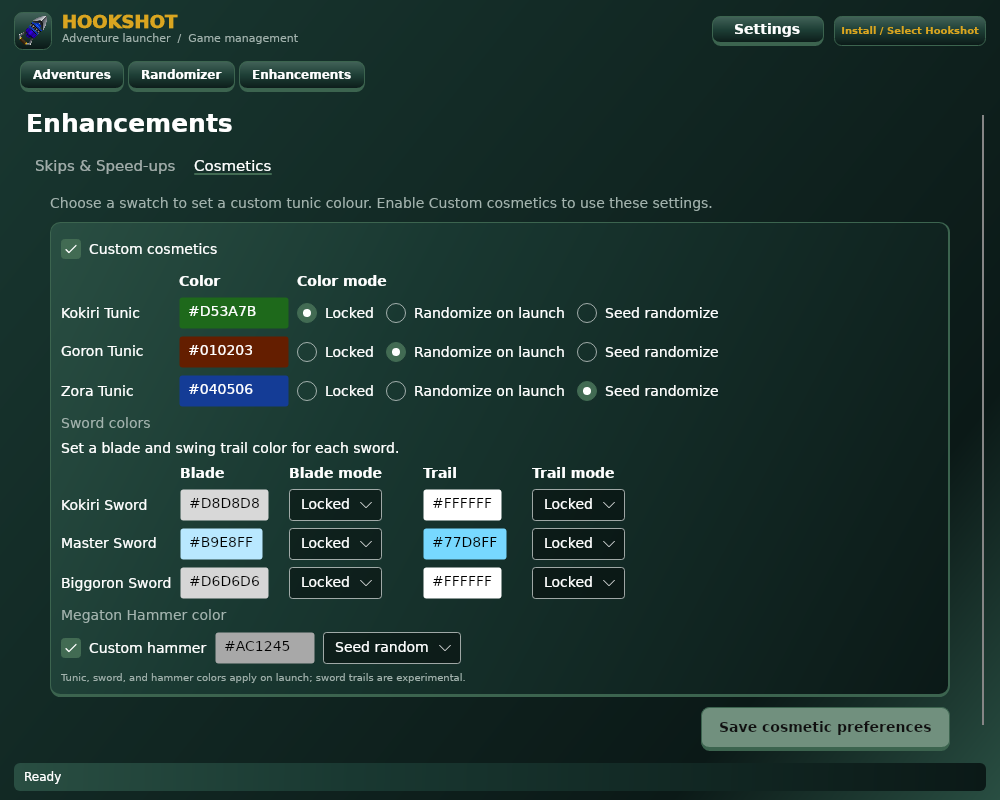 HOOKSHOT
Adventure launcher / Game management
Settings
Install / Select Hookshot
Adventures Randomizer Enhancements
Enhancements
Skips & Speed-ups Cosmetics
Choose a swatch to set a custom tunic colour. Enable Custom cosmetics to use these settings.
Custom cosmetics
Color Color mode
Kokiri Tunic #D53A7B Locked Randomize on launch Seed randomize
Goron Tunic #010203 Locked Randomize on launch Seed randomize
Zora Tunic #040506 Locked Randomize on launch Seed randomize
Sword colors
Set a blade and swing trail color for each sword.
Blade Blade mode Trail Trail mode
Kokiri Sword #D8D8D8 Locked #FFFFFF Locked
Master Sword #B9E8FF Locked #77D8FF Locked
Biggoron Sword #D6D6D6 Locked #FFFFFF Locked
Megaton Hammer color
Custom hammer #AC1245 Seed random
Tunic, sword, and hammer colors apply on launch; sword trails are experimental.
Save cosmetic preferences
Ready